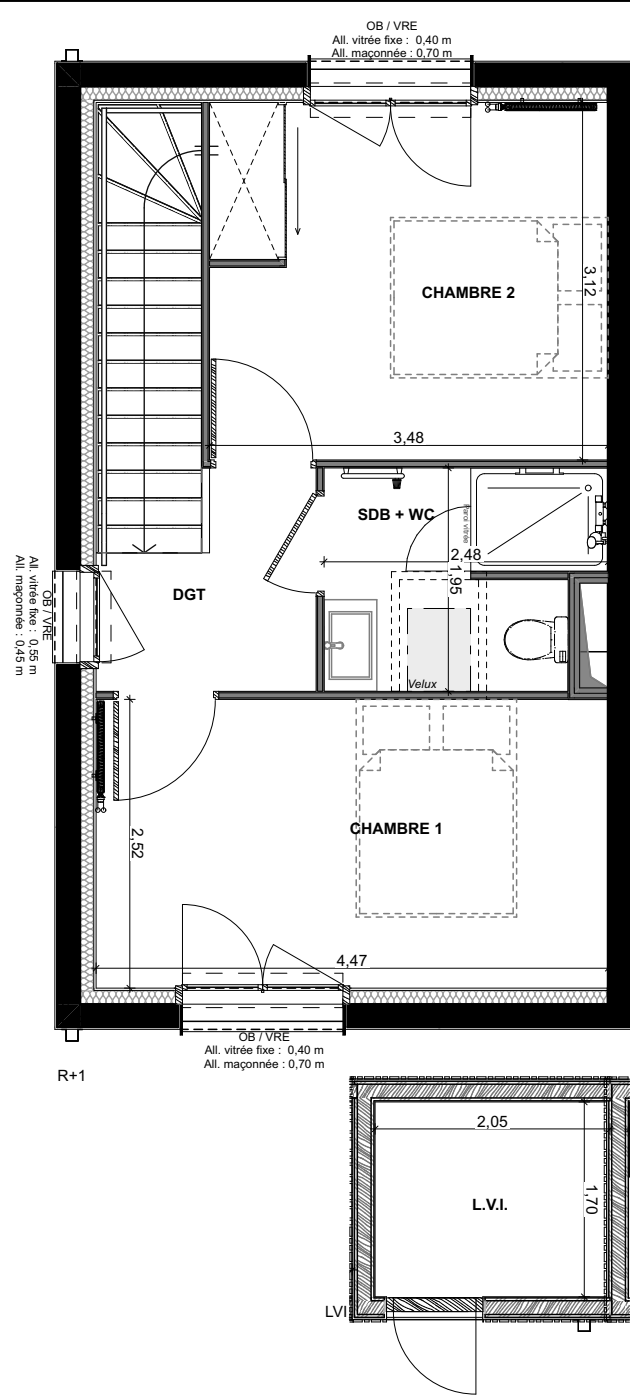 OB / VRE
All. vitrée fixe : 0,40 m
All. maçonnée : 0,70 m
CHAMBRE 2
3,12
3,48
SDB + WC
Paroi vitrée
2,48
1,95
DGT
OB / VRE
All. vitrée fixe : 0,55 m
All. maçonnée : 0,45 m
Velux
CHAMBRE 1
2,52
4,47
OB / VRE
All. vitrée fixe : 0,40 m
All. maçonnée : 0,70 m
R+1
2,05
1,70
L.V.I.
LVI